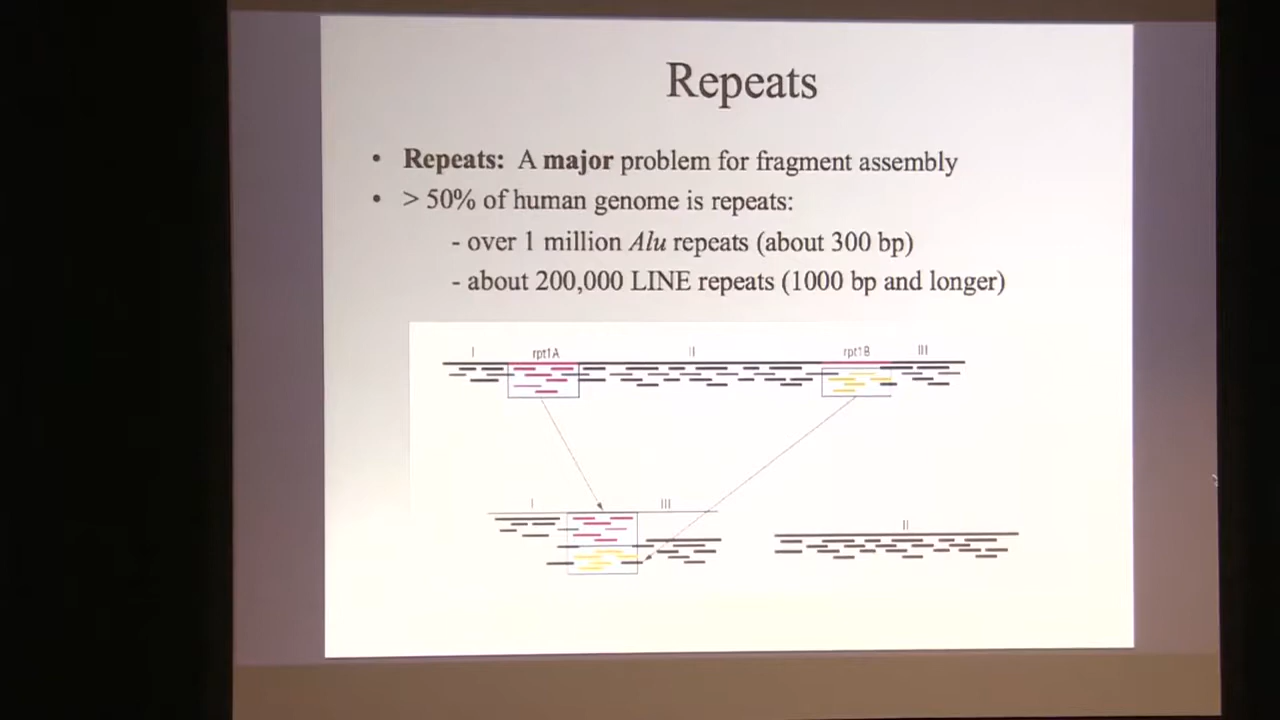 Repeats
• Repeats: A major problem for fragment assembly
• > 50% of human genome is repeats:
- over 1 million Alu repeats (about 300 bp)
- about 200,000 LINE repeats (1000 bp and longer)
I rpt1A II rpt1B III
I III
II